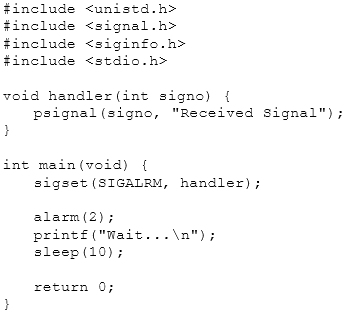 #include <unistd.h>
#include <signal.h>
#include <siginfo.h>
#include <stdio.h>
void handler(int signo) {
psignal(signo, "Received Signal");
}
int main(void) {
sigset(SIGALRM, handler);
alarm(2);
printf("Wait...\n");
sleep(10);
return 0;
}